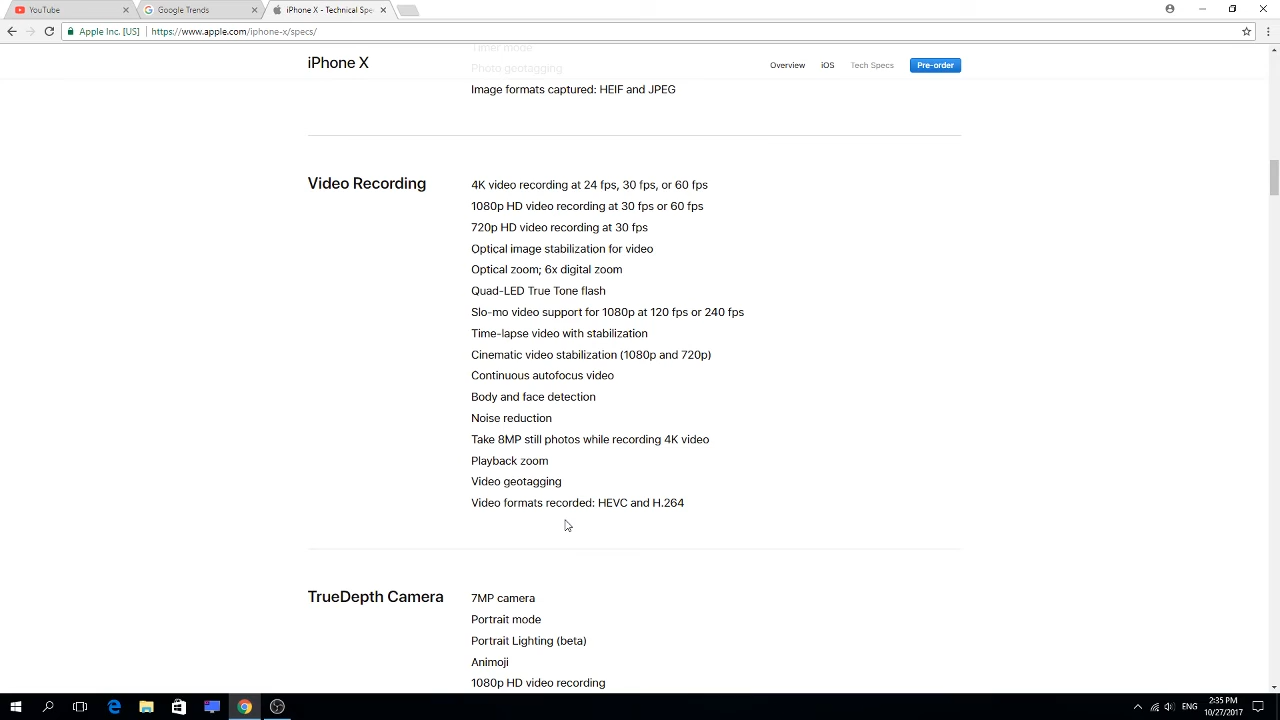 YouTube
Google Trends
iPhone X - Technical Spe
Apple Inc. [US]
https://www.apple.com/iphone-x/specs/
Timer mode
iPhone X
Overview
iOS
Tech Specs
Pre-order
Photo geotagging
Image formats captured: HEIF and JPEG
Video Recording
4K video recording at 24 fps, 30 fps, or 60 fps
1080p HD video recording at 30 fps or 60 fps
720p HD video recording at 30 fps
Optical image stabilization for video
Optical zoom; 6x digital zoom
Quad-LED True Tone flash
Slo-mo video support for 1080p at 120 fps or 240 fps
Time-lapse video with stabilization
Cinematic video stabilization (1080p and 720p)
Continuous autofocus video
Body and face detection
Noise reduction
Take 8MP still photos while recording 4K video
Playback zoom
Video geotagging
Video formats recorded: HEVC and H.264
TrueDepth Camera
7MP camera
Portrait mode
Portrait Lighting (beta)
Animoji
1080p HD video recording
ENG
2:35 PM
10/27/2017